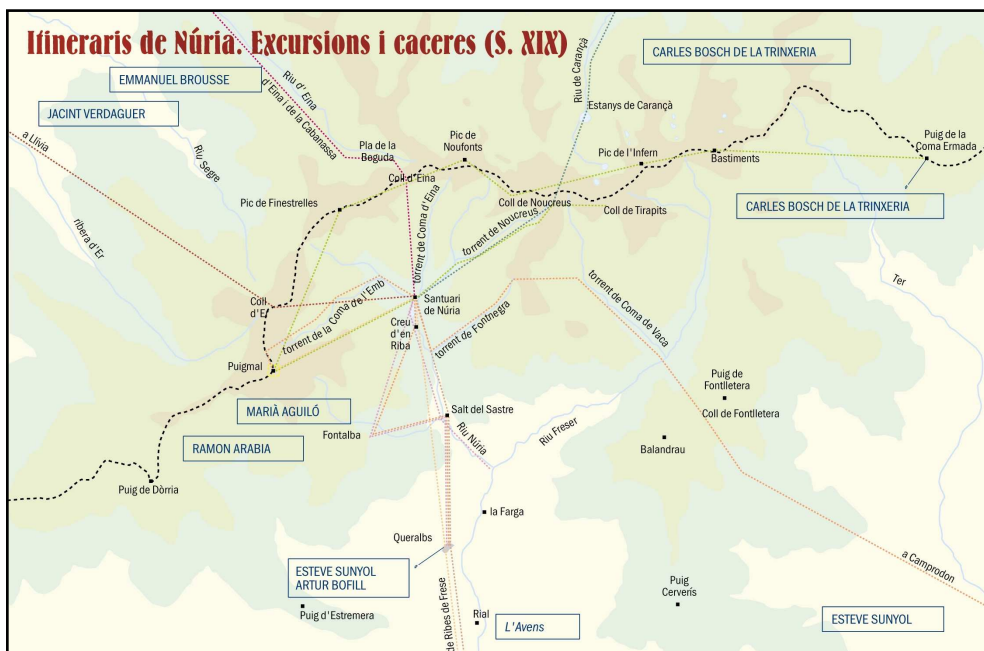 Itineraris de Núria. Excursions i caceres (S. XIX)
CARLES BOSCH DE LA TRINXERIA
EMMANUEL BROUSSE
JACINT VERDAGUER
Riu d' Eina
d'Eina i de la Cabanassa
Riu de Carançà
Estanys de Carançà
a Llívia
Riu Segre
ribera d'Er
Pla de la
Beguda
Pic de
Noufonts
Pic de l'Infern
Bastiments
Puig de la
Coma Ermada
Coll d'Eina
Pic de Finestrelles
Coll de Noucreus
Coll de Tirapits
CARLES BOSCH DE LA TRINXERIA
torrent de Coma d'Eina
torrent de Noucreus
Ter
Coll
d'Er
torrent de la Coma de l'Emb
Santuari
de Núria
Creu
d'en
Riba
torrent de Fontnegra
torrent de Coma de Vaca
Puigmal
Puig de
Fontlletera
Coll de Fontlletera
MARIÀ AGUILÓ
Salt del Sastre
RAMON ARABIA
Fontalba
Riu Núria
Riu Freser
Balandrau
Puig de Dòrria
la Farga
Queralbs
a Camprodon
ESTEVE SUNYOL
ARTUR BOFILL
Puig
Cerverís
Puig d'Estremera
de Ribes de Frese
Rial
L'Avens
ESTEVE SUNYOL